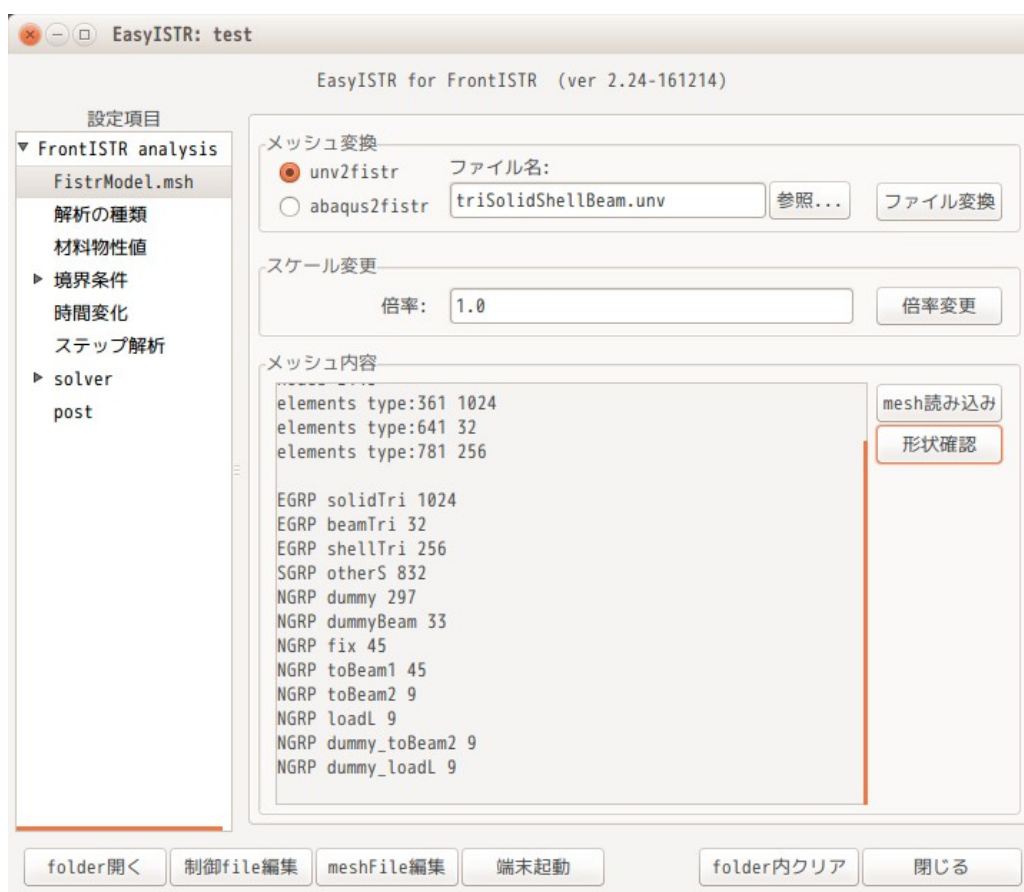 EasyISTR: test
EasyISTR for FrontISTR (ver 2.24-161214)
設定項目
FrontISTR analysis
FistrModel.msh
解析の種類
材料物性値
境界条件
時間変化
ステップ解析
solver
post
メッシュ変換
unv2fistr
abaqus2fistr
ファイル名:
triSolidShellBeam.unv
参照...
ファイル変換
スケール変更
倍率:
1.0
倍率変更
メッシュ内容
elements type:361 1024
elements type:641 32
elements type:781 256
EGRP solidTri 1024
EGRP beamTri 32
EGRP shellTri 256
SGRP otherS 832
NGRP dummy 297
NGRP dummyBeam 33
NGRP fix 45
NGRP toBeam1 45
NGRP toBeam2 9
NGRP loadL 9
NGRP dummy_toBeam2 9
NGRP dummy_loadL 9
mesh読み込み
形状確認
folder開く
制御file編集
meshFile編集
端末起動
folder内クリア
閉じる